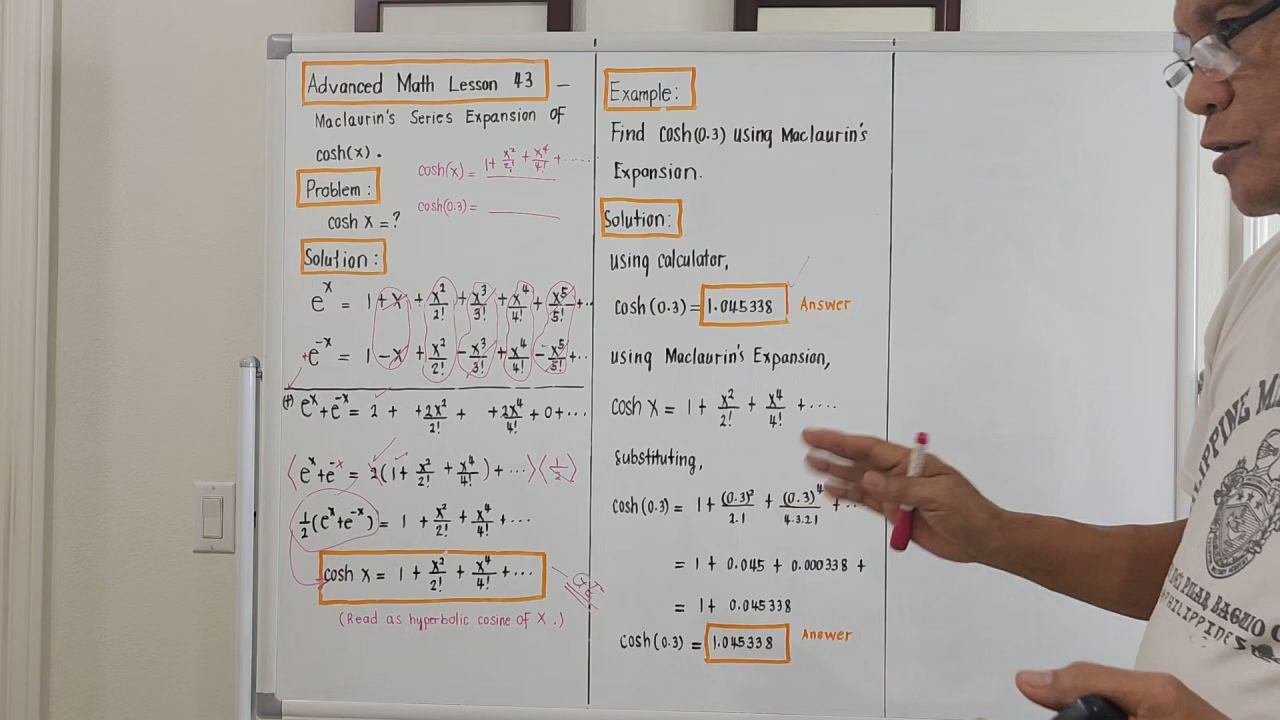 Advanced Math Lesson 43 –
Maclaurin's Series Expansion of
cosh(x).
cosh(x) = 1 + x²/2! + x⁴/4! + ......
Problem:
cosh(0.3) =
cosh x = ?
Solution:
eˣ = 1 + x + x²/2! + x³/3! + x⁴/4! + x⁵/5! + ..
+ e⁻ˣ = 1 - x + x²/2! - x³/3! + x⁴/4! - x⁵/5! + ...
(+) eˣ + e⁻ˣ = 2 + + 2x²/2! + + 2x⁴/4! + 0 + ...
⟨ eˣ + e⁻ˣ = 2(1 + x²/2! + x⁴/4!) + ... ⟩ ⟨1/2⟩
1/2 (eˣ + e⁻ˣ) = 1 + x²/2! + x⁴/4! + ...
cosh x = 1 + x²/2! + x⁴/4! + ...
(Read as hyperbolic cosine of x.)
Example:
Find cosh(0.3) using Maclaurin's
Expansion.
Solution:
using calculator,
cosh(0.3) = 1.045338 Answer
using Maclaurin's Expansion,
cosh x = 1 + x²/2! + x⁴/4! + ....
substituting,
cosh(0.3) = 1 + (0.3)²/2.1 + (0.3)⁴/4.3.2.1 + ..
= 1 + 0.045 + 0.000338 +
= 1 + 0.045338
cosh(0.3) = 1.045338 Answer
BAGUIO
PHILIPPINES